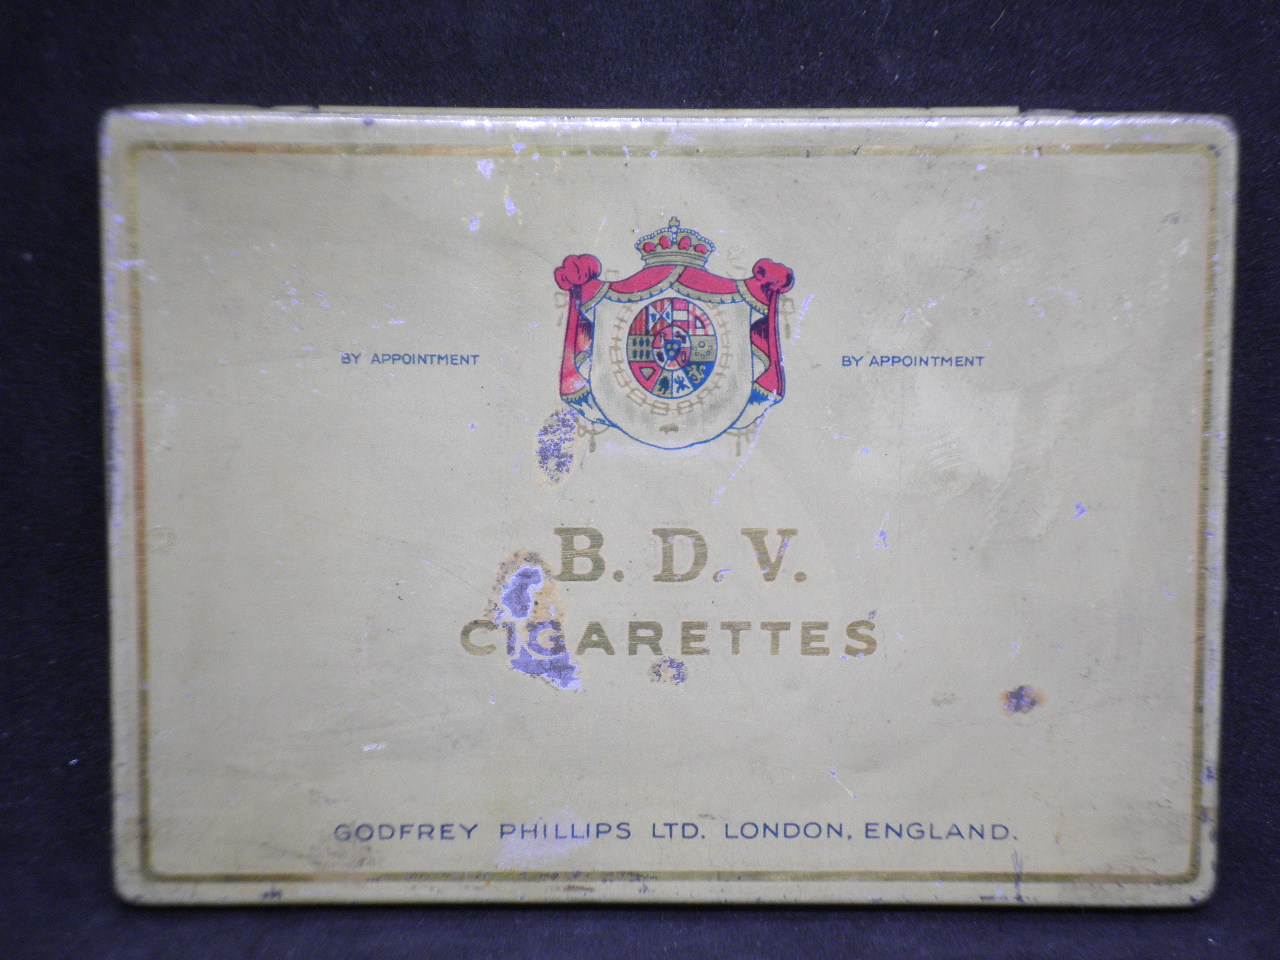 BY APPOINTMENT BY APPOINTMENT
B. D. V.
CIGARETTES
GODFREY PHILLIPS LTD. LONDON, ENGLAND.